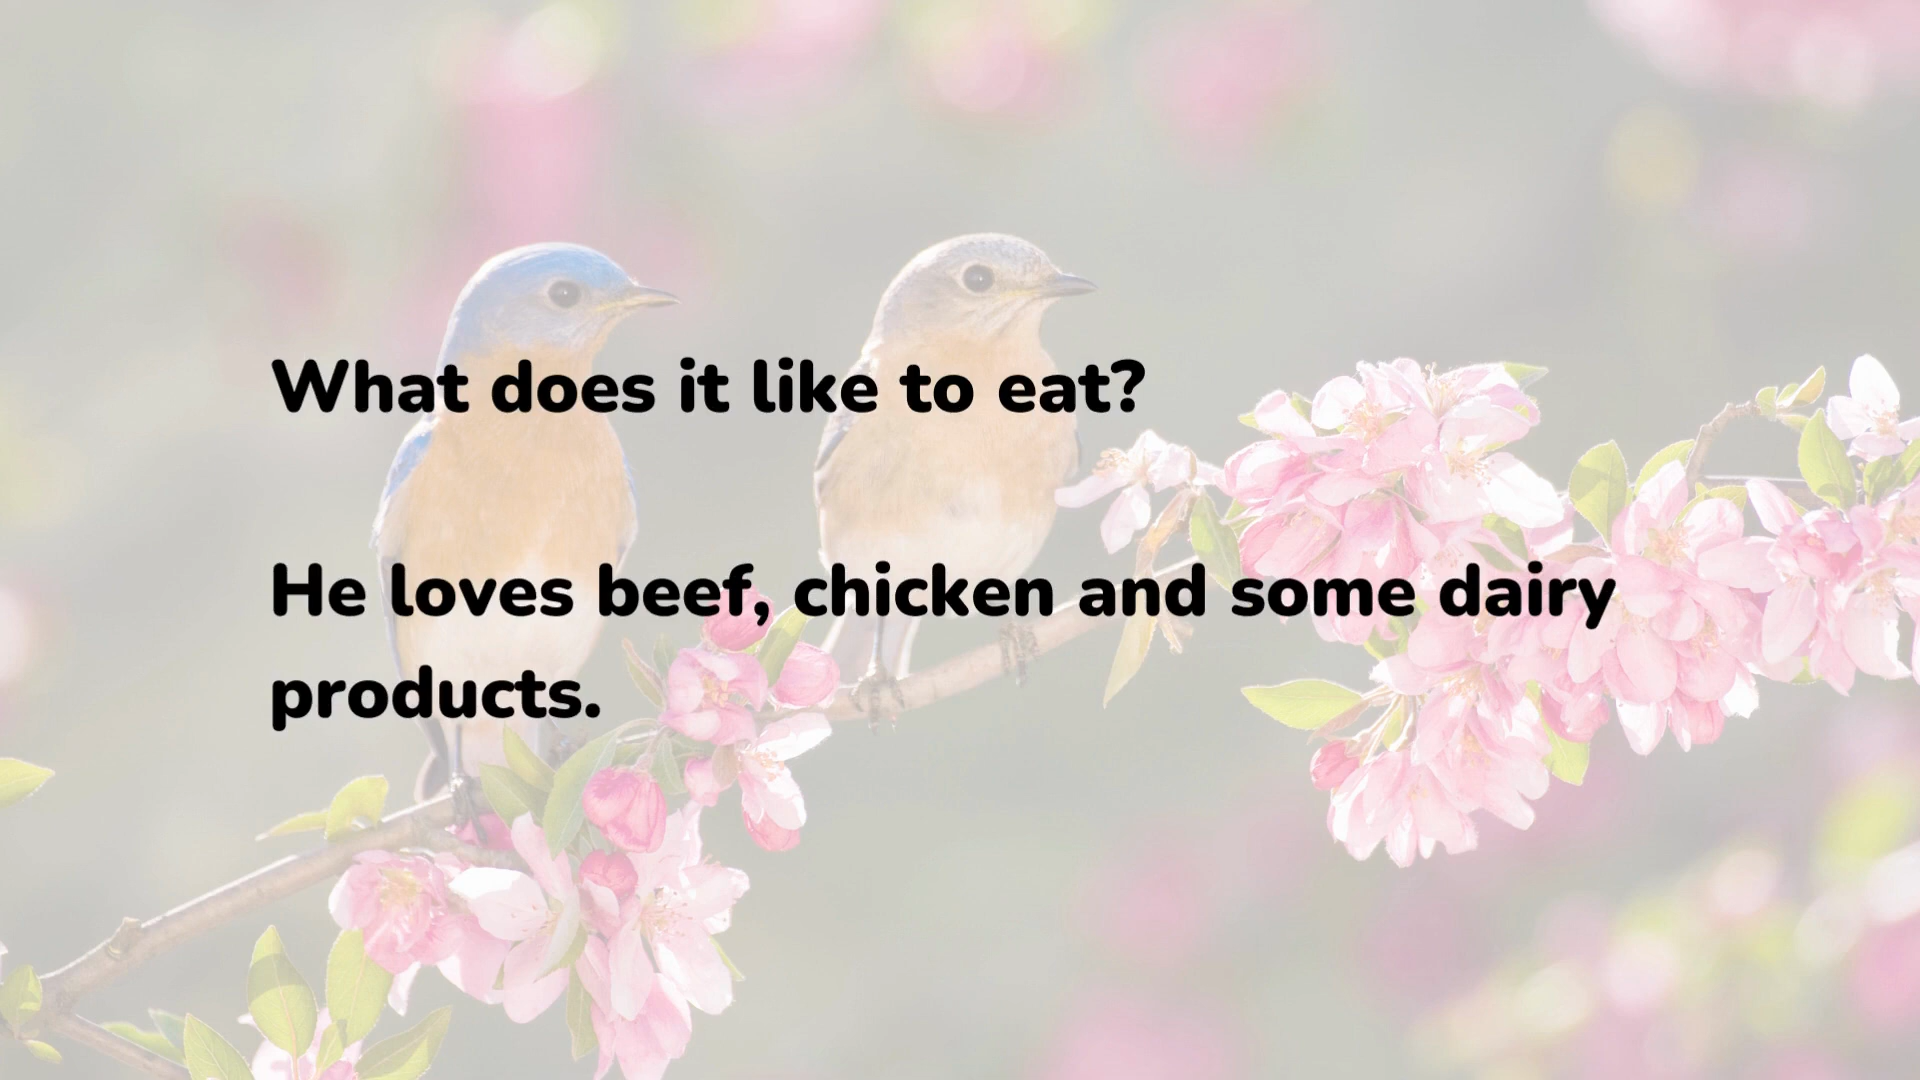 What does it like to eat?
He loves beef, chicken and some dairy
products.